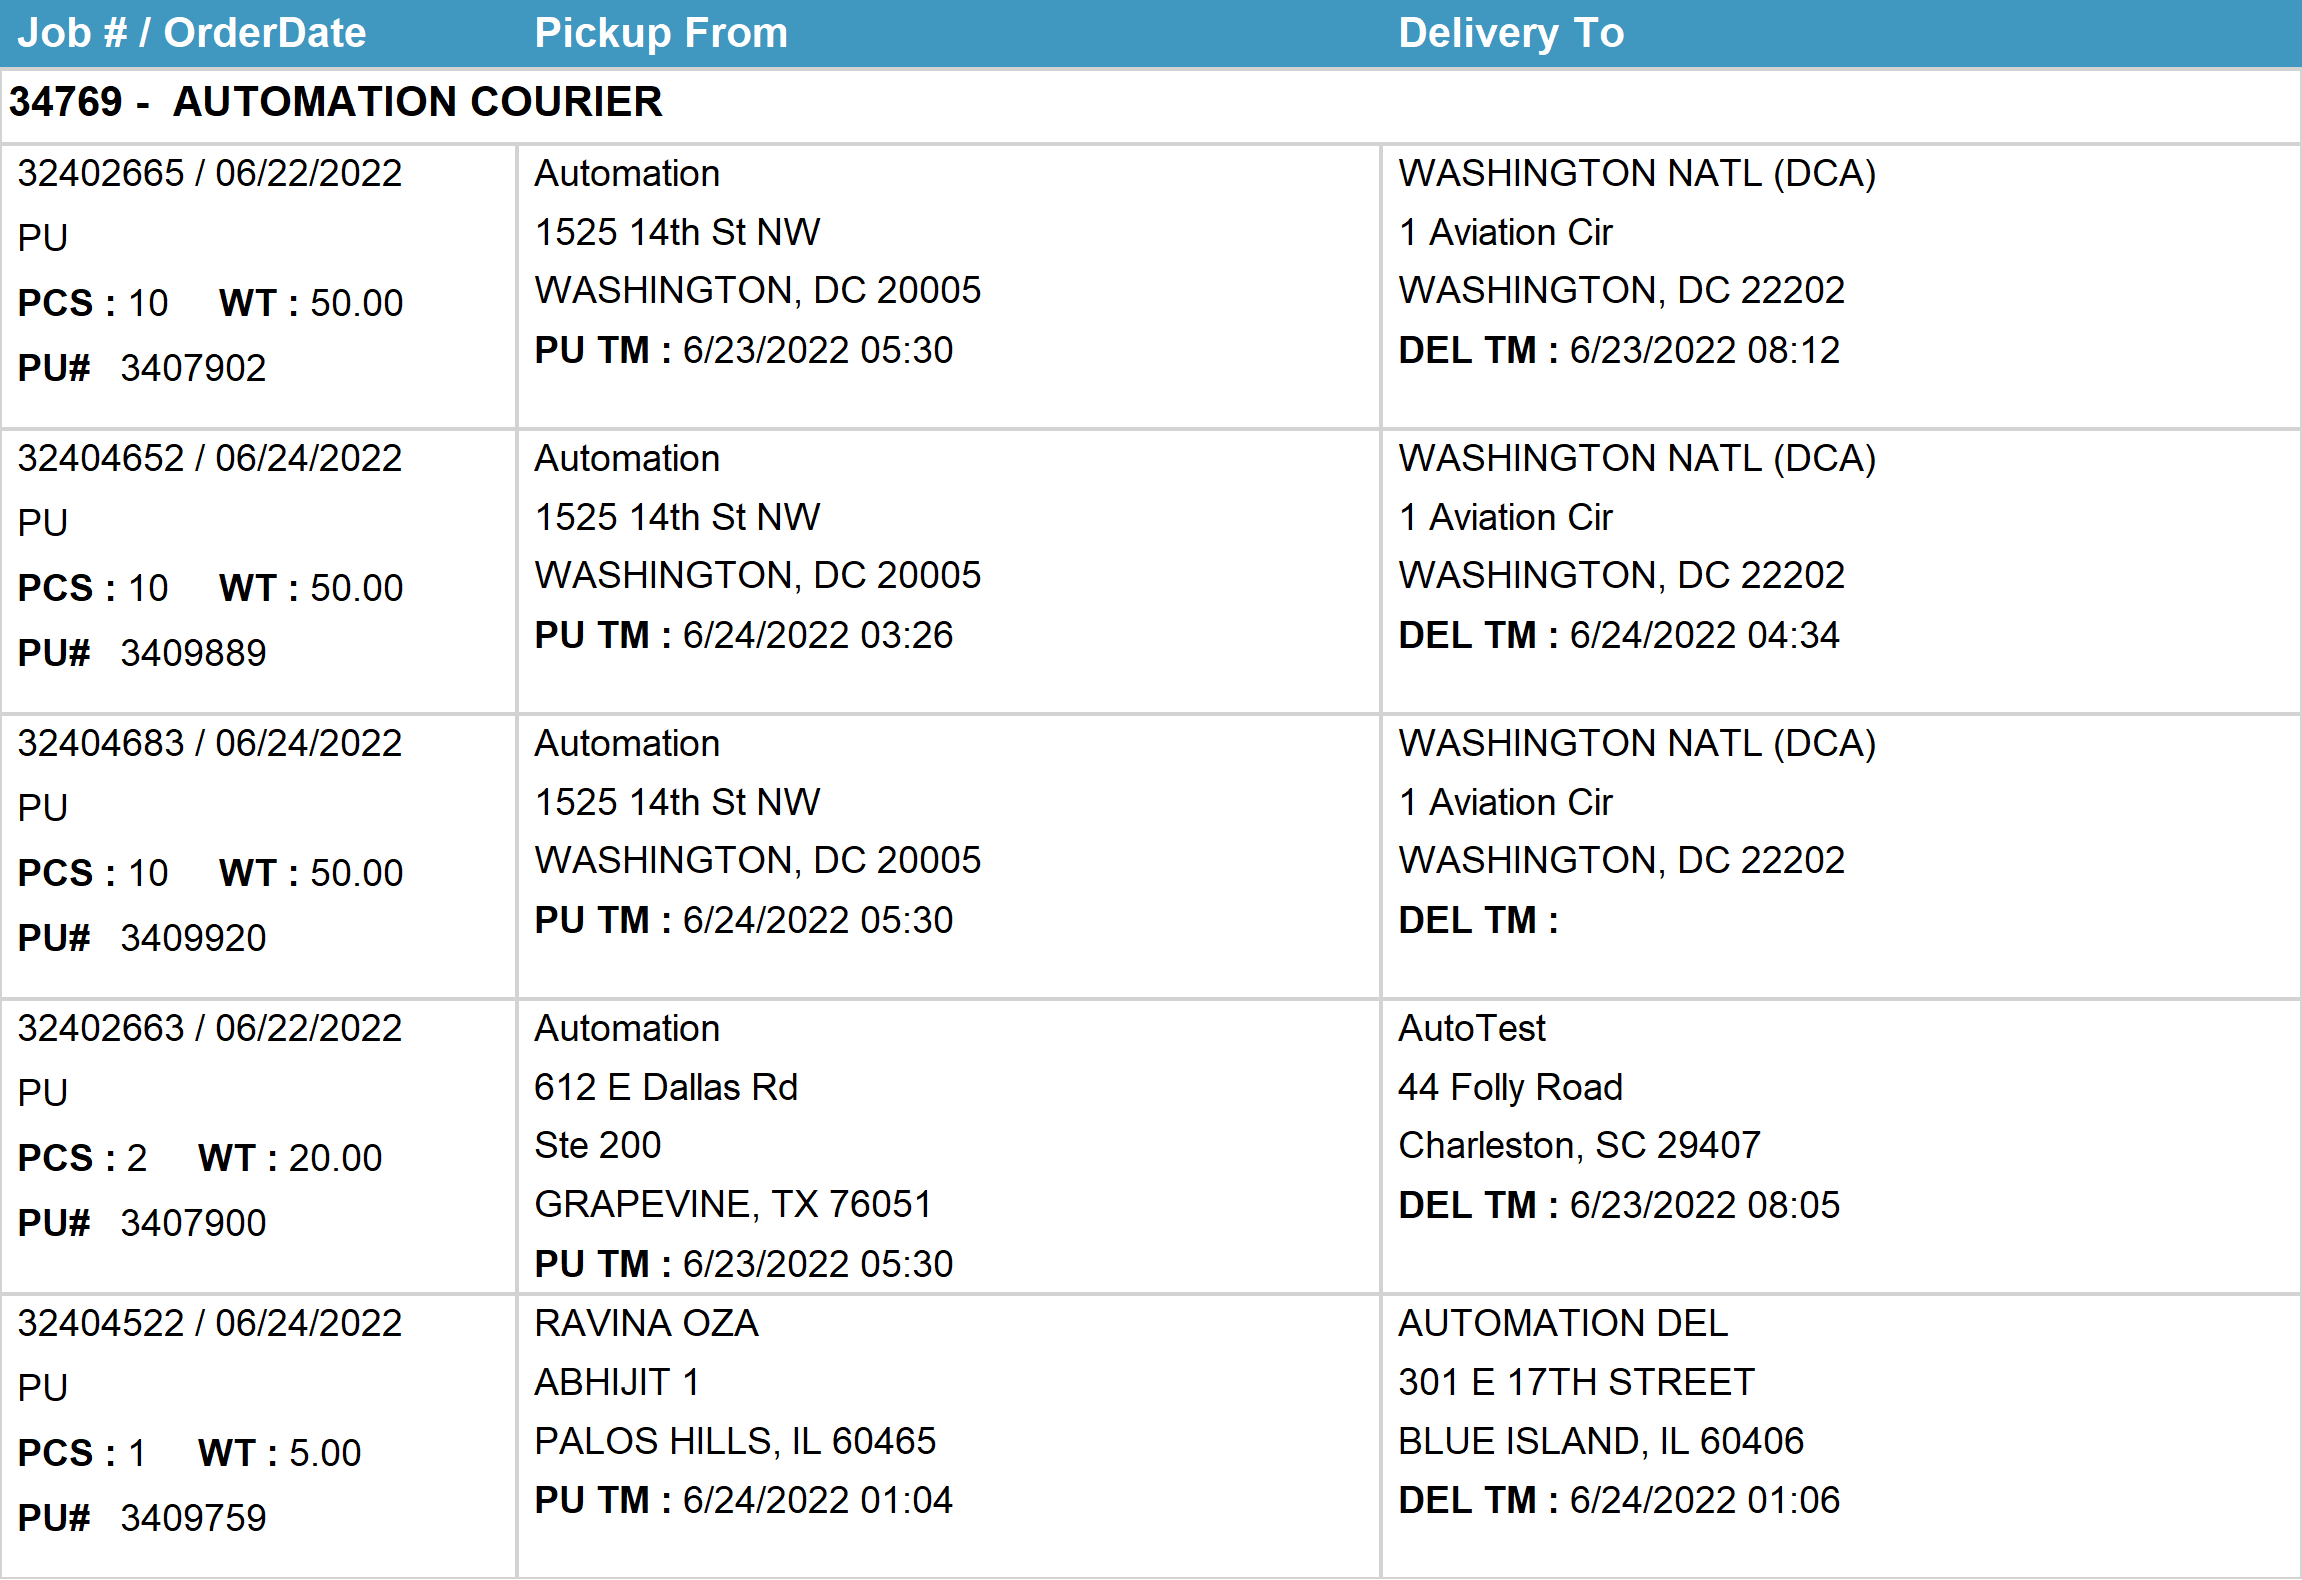 Job # / OrderDate Pickup From Delivery To
34769 - AUTOMATION COURIER
32402665 / 06/22/2022
PU
PCS : 10 WT : 50.00
PU# 3407902
Automation
1525 14th St NW
WASHINGTON, DC 20005
PU TM : 6/23/2022 05:30
WASHINGTON NATL (DCA)
1 Aviation Cir
WASHINGTON, DC 22202
DEL TM : 6/23/2022 08:12
32404652 / 06/24/2022
PU
PCS : 10 WT : 50.00
PU# 3409889
Automation
1525 14th St NW
WASHINGTON, DC 20005
PU TM : 6/24/2022 03:26
WASHINGTON NATL (DCA)
1 Aviation Cir
WASHINGTON, DC 22202
DEL TM : 6/24/2022 04:34
32404683 / 06/24/2022
PU
PCS : 10 WT : 50.00
PU# 3409920
Automation
1525 14th St NW
WASHINGTON, DC 20005
PU TM : 6/24/2022 05:30
WASHINGTON NATL (DCA)
1 Aviation Cir
WASHINGTON, DC 22202
DEL TM :
32402663 / 06/22/2022
PU
PCS : 2 WT : 20.00
PU# 3407900
Automation
612 E Dallas Rd
Ste 200
GRAPEVINE, TX 76051
PU TM : 6/23/2022 05:30
AutoTest
44 Folly Road
Charleston, SC 29407
DEL TM : 6/23/2022 08:05
32404522 / 06/24/2022
PU
PCS : 1 WT : 5.00
PU# 3409759
RAVINA OZA
ABHIJIT 1
PALOS HILLS, IL 60465
PU TM : 6/24/2022 01:04
AUTOMATION DEL
301 E 17TH STREET
BLUE ISLAND, IL 60406
DEL TM : 6/24/2022 01:06